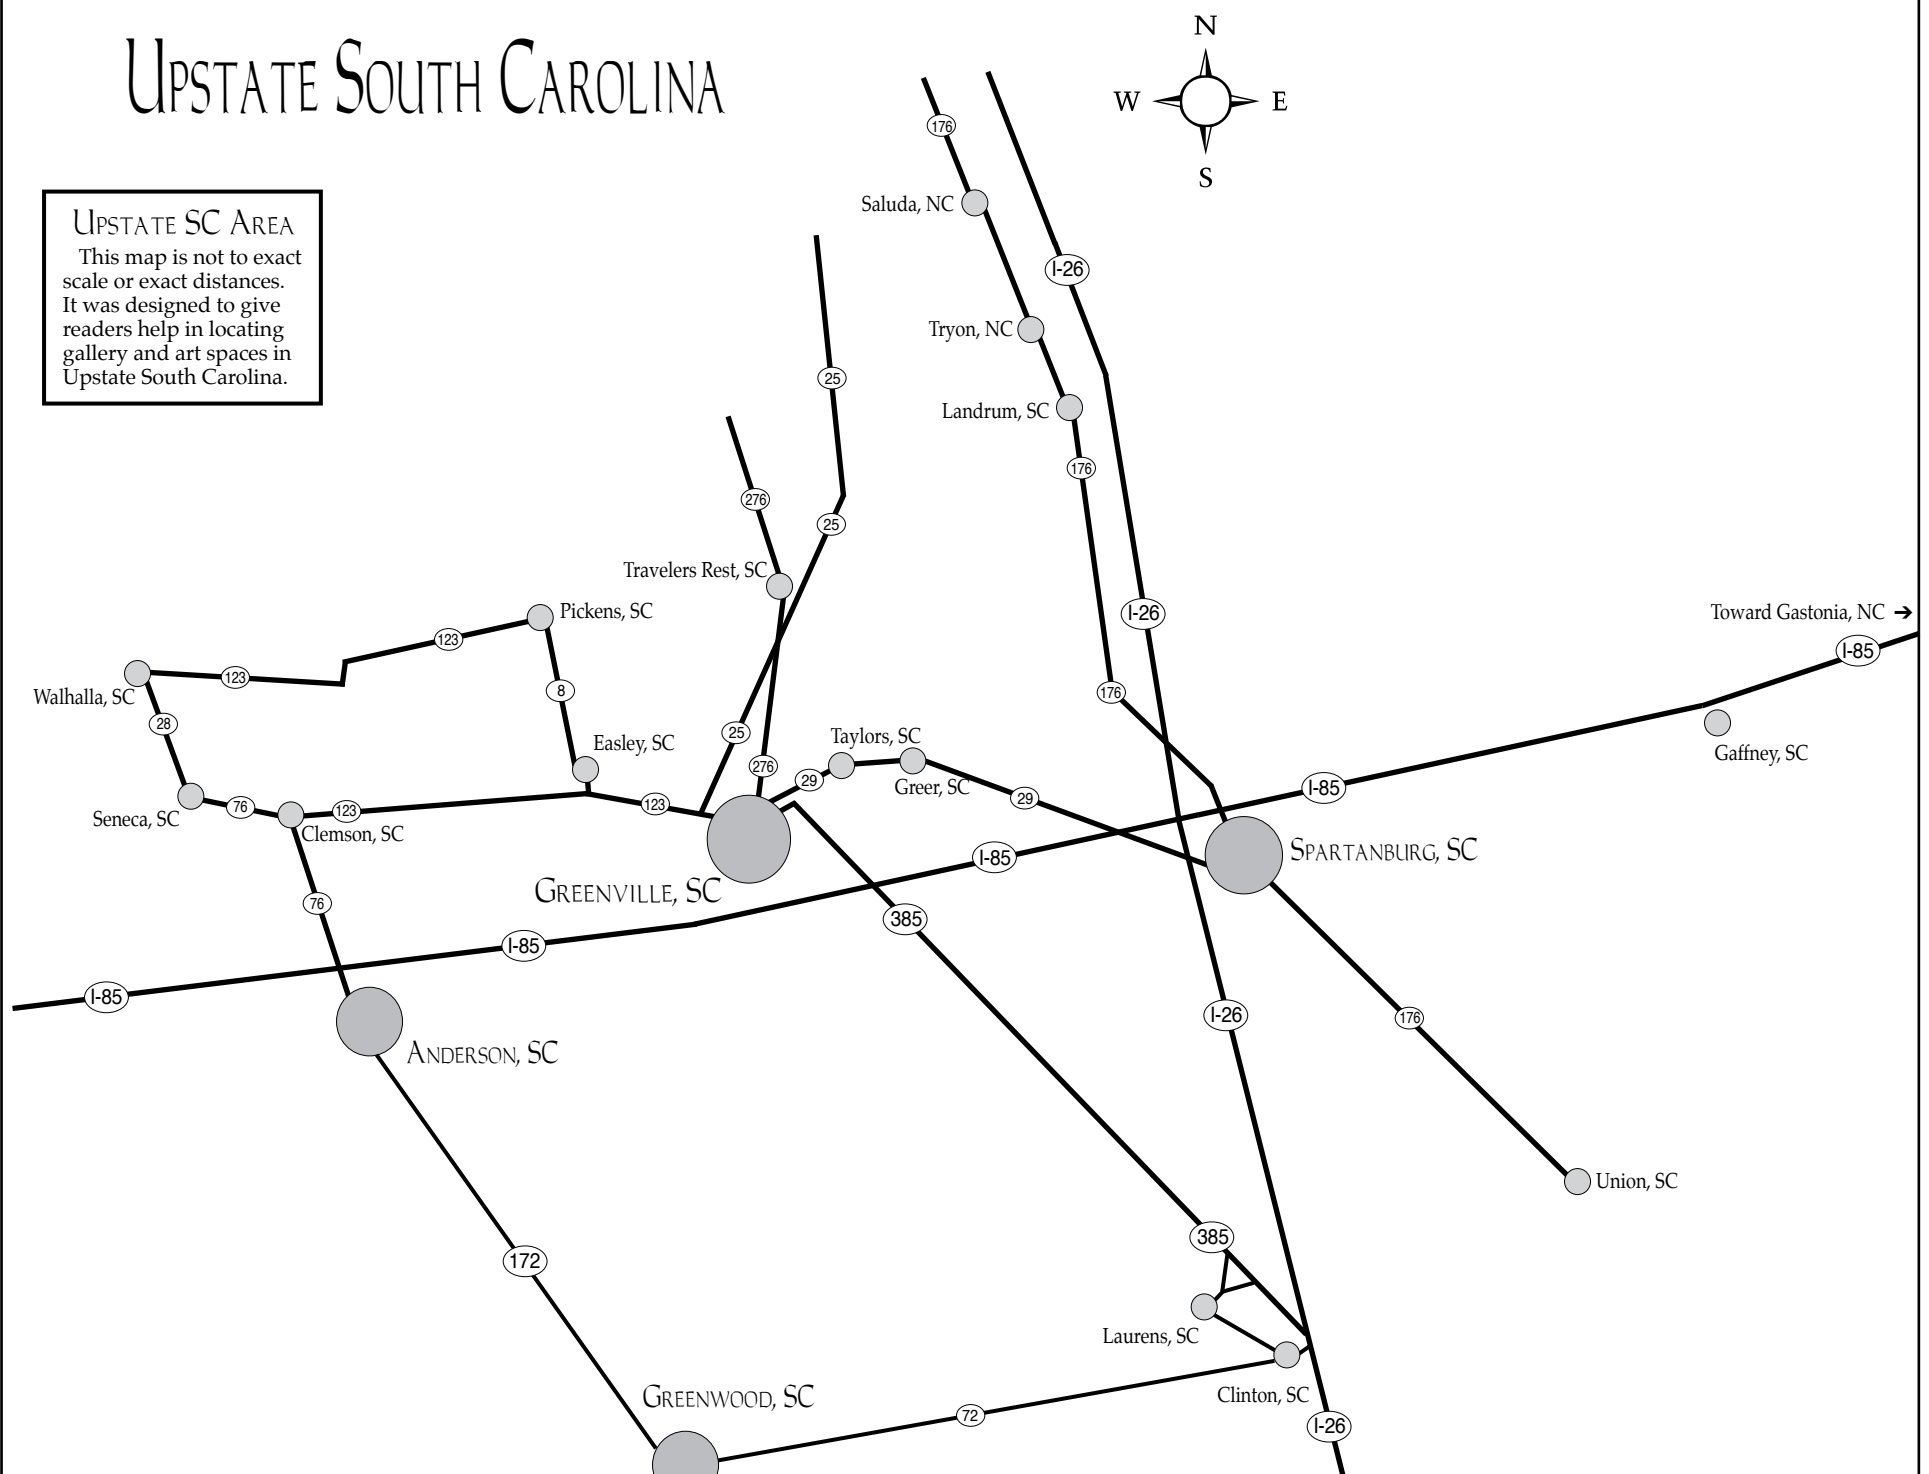 UPSTATE SOUTH CAROLINA
N
W
E
S
176
Saluda, NC
UPSTATE SC AREA
This map is not to exact
scale or exact distances.
It was designed to give
readers help in locating
gallery and art spaces in
Upstate South Carolina.
I-26
Tryon, NC
25
Landrum, SC
176
276
25
Travelers Rest, SC
Pickens, SC
I-26
Toward Gastonia, NC ➔
123
I-85
123
Walhalla, SC
8
176
28
25
Easley, SC
Taylors, SC
Gaffney, SC
276
29
Greer, SC
I-85
Seneca, SC
76
123
123
29
Clemson, SC
SPARTANBURG, SC
I-85
GREENVILLE, SC
76
385
I-85
I-85
I-26
176
ANDERSON, SC
Union, SC
385
172
Laurens, SC
GREENWOOD, SC
Clinton, SC
72
I-26